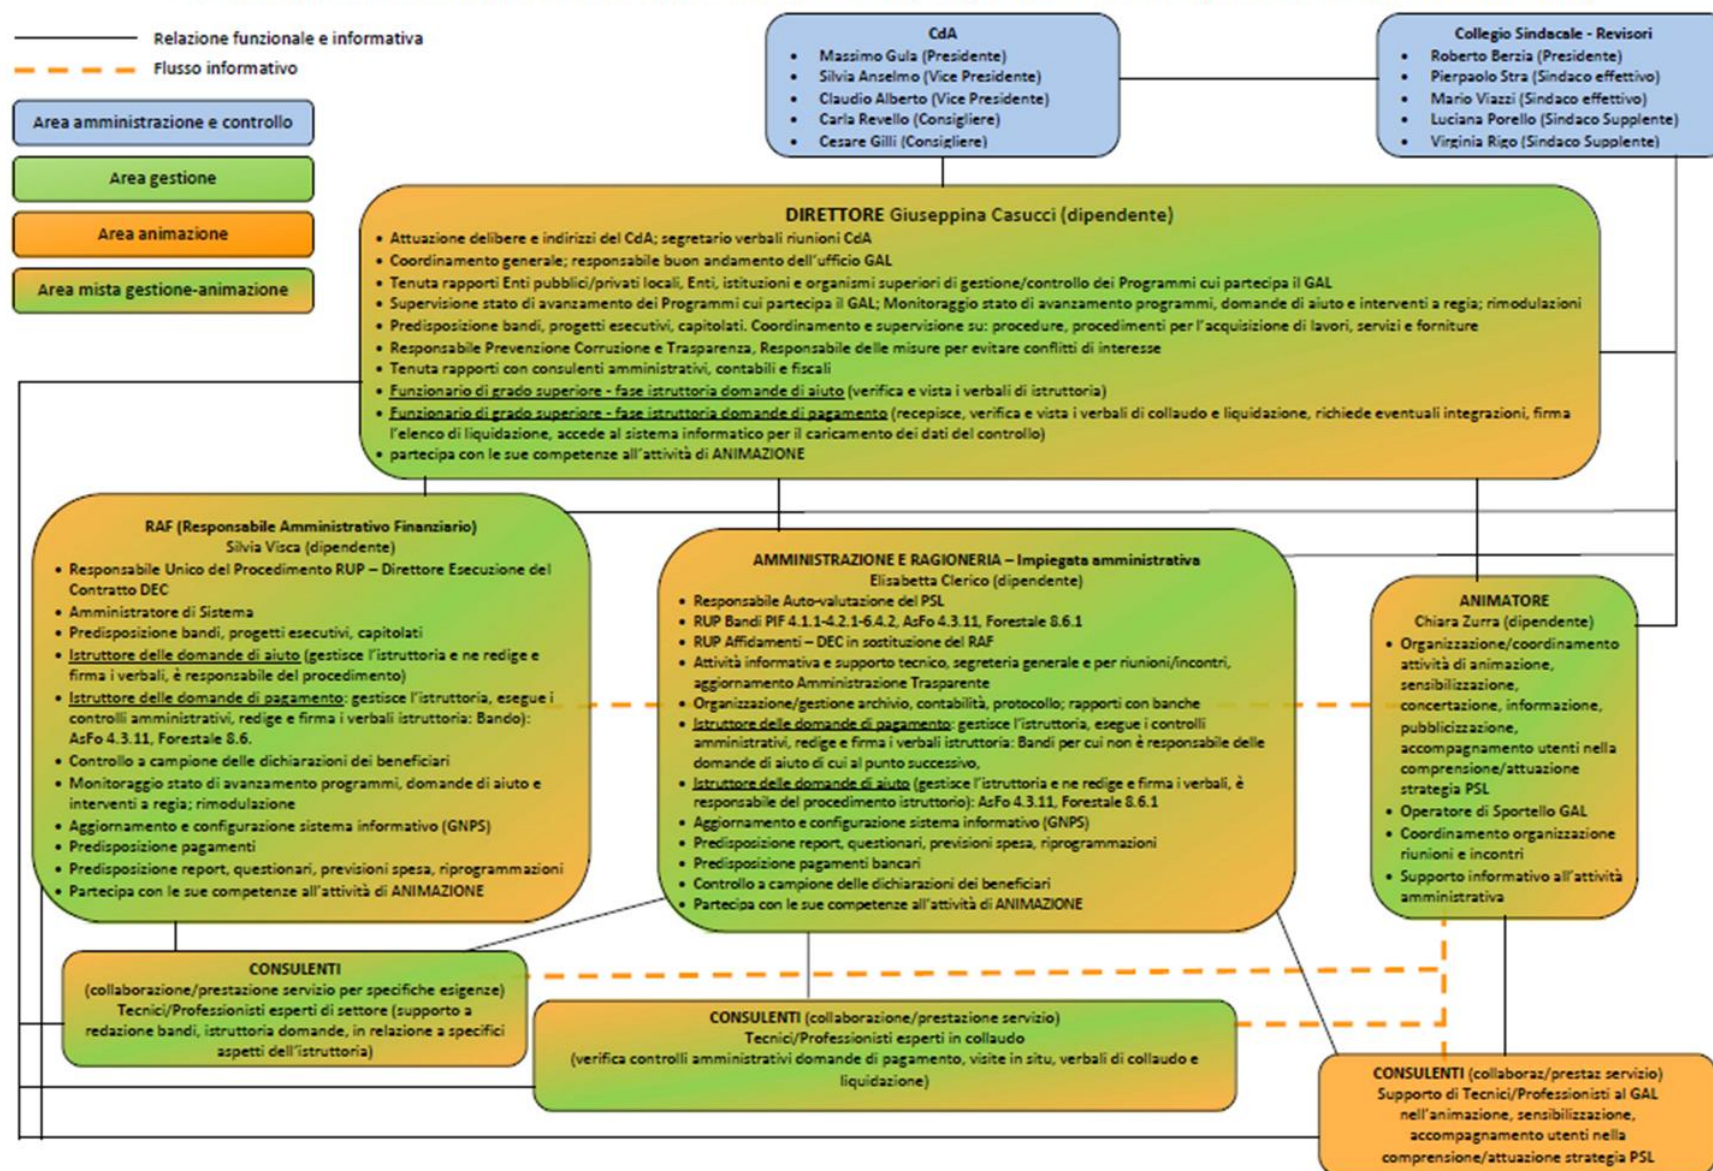 Relazione funzionale e informativa
Flusso informativo
Area amministrazione e controllo
Area gestione
Area animazione
Area mista gestione-animazione
CdA
• Massimo Gula (Presidente)
• Silvia Anselmo (Vice Presidente)
• Claudio Alberto (Vice Presidente)
• Carla Revello (Consigliere)
• Cesare Gilli (Consigliere)
Collegio Sindacale - Revisori
• Roberto Berzia (Presidente)
• Pierpaolo Stra (Sindaco effettivo)
• Mario Viazzi (Sindaco effettivo)
• Luciana Porello (Sindaco Supplente)
• Virginia Rigo (Sindaco Supplente)
DIRETTORE Giuseppina Casucci (dipendente)
• Attuazione delibere e indirizzi del CdA; segretario verbali riunioni CdA
• Coordinamento generale; responsabile buon andamento dell'ufficio GAL
• Tenuta rapporti Enti pubblici/privati locali, Enti, istituzioni e organismi superiori di gestione/controllo dei Programmi cui partecipa il GAL
• Supervisione stato di avanzamento dei Programmi cui partecipa il GAL; Monitoraggio stato di avanzamento programmi, domande di aiuto e interventi a regia; rimodulazioni
• Predisposizione bandi, progetti esecutivi, capitolati. Coordinamento e supervisione su: procedure, procedimenti per l'acquisizione di lavori, servizi e forniture
• Responsabile Prevenzione Corruzione e Trasparenza, Responsabile delle misure per evitare conflitti di interesse
• Tenuta rapporti con consulenti amministrativi, contabili e fiscali
• Funzionario di grado superiore - fase istruttoria domande di aiuto (verifica e vista i verbali di istruttoria)
• Funzionario di grado superiore - fase istruttoria domande di pagamento (recepisce, verifica e vista i verbali di collaudo e liquidazione, richiede eventuali integrazioni, firma
l'elenco di liquidazione, accede al sistema informatico per il caricamento dei dati del controllo)
• partecipa con le sue competenze all'attività di ANIMAZIONE
RAF (Responsabile Amministrativo Finanziario)
Silvia Visca (dipendente)
• Responsabile Unico del Procedimento RUP – Direttore Esecuzione del
Contratto DEC
• Amministratore di Sistema
• Predisposizione bandi, progetti esecutivi, capitolati
• Istruttore delle domande di aiuto (gestisce l'istruttoria e ne redige e
firma i verbali, è responsabile del procedimento)
• Istruttore delle domande di pagamento: gestisce l'istruttoria, esegue i
controlli amministrativi, redige e firma i verbali istruttoria: Bando):
AsFo 4.3.11, Forestale 8.6.
• Controllo a campione delle dichiarazioni dei beneficiari
• Monitoraggio stato di avanzamento programmi, domande di aiuto e
interventi a regia; rimodulazione
• Aggiornamento e configurazione sistema informativo (GNPS)
• Predisposizione pagamenti
• Predisposizione report, questionari, previsioni spesa, riprogrammazioni
• Partecipa con le sue competenze all'attività di ANIMAZIONE
AMMINISTRAZIONE E RAGIONERIA – Impiegata amministrativa
Elisabetta Clerico (dipendente)
• Responsabile Auto-valutazione del PSL
• RUP Bandi PIF 4.1.1-4.2.1-6.4.2, AsFo 4.3.11, Forestale 8.6.1
• RUP Affidamenti – DEC in sostituzione del RAF
• Attività informativa e supporto tecnico, segreteria generale e per riunioni/incontri,
aggiornamento Amministrazione Trasparente
• Organizzazione/gestione archivio, contabilità, protocollo; rapporti con banche
• Istruttore delle domande di pagamento: gestisce l'istruttoria, esegue i controlli
amministrativi, redige e firma i verbali istruttoria: Bandi per cui non è responsabile delle
domande di aiuto di cui al punto successivo,
• Istruttore delle domande di aiuto (gestisce l'istruttoria e ne redige e firma i verbali, è
responsabile del procedimento istruttorio): AsFo 4.3.11, Forestale 8.6.1
• Aggiornamento e configurazione sistema informativo (GNPS)
• Predisposizione report, questionari, previsioni spesa, riprogrammazioni
• Predisposizione pagamenti bancari
• Controllo a campione delle dichiarazioni dei beneficiari
• Partecipa con le sue competenze all'attività di ANIMAZIONE
ANIMATORE
Chiara Zurra (dipendente)
• Organizzazione/coordinamento
attività di animazione,
sensibilizzazione,
concertazione, informazione,
pubblicizzazione,
accompagnamento utenti nella
comprensione/attuazione
strategia PSL
• Operatore di Sportello GAL
• Coordinamento organizzazione
riunioni e incontri
• Supporto informativo all'attività
amministrativa
CONSULENTI
(collaborazione/prestazione servizio per specifiche esigenze)
Tecnici/Professionisti esperti di settore (supporto a
redazione bandi, istruttoria domande, in relazione a specifici
aspetti dell'istruttoria)
CONSULENTI (collaborazione/prestazione servizio)
Tecnici/Professionisti esperti in collaudo
(verifica controlli amministrativi domande di pagamento, visite in situ, verbali di collaudo e
liquidazione)
CONSULENTI (collaboraz/prestaz servizio)
Supporto di Tecnici/Professionisti al GAL
nell'animazione, sensibilizzazione,
accompagnamento utenti nella
comprensione/attuazione strategia PSL